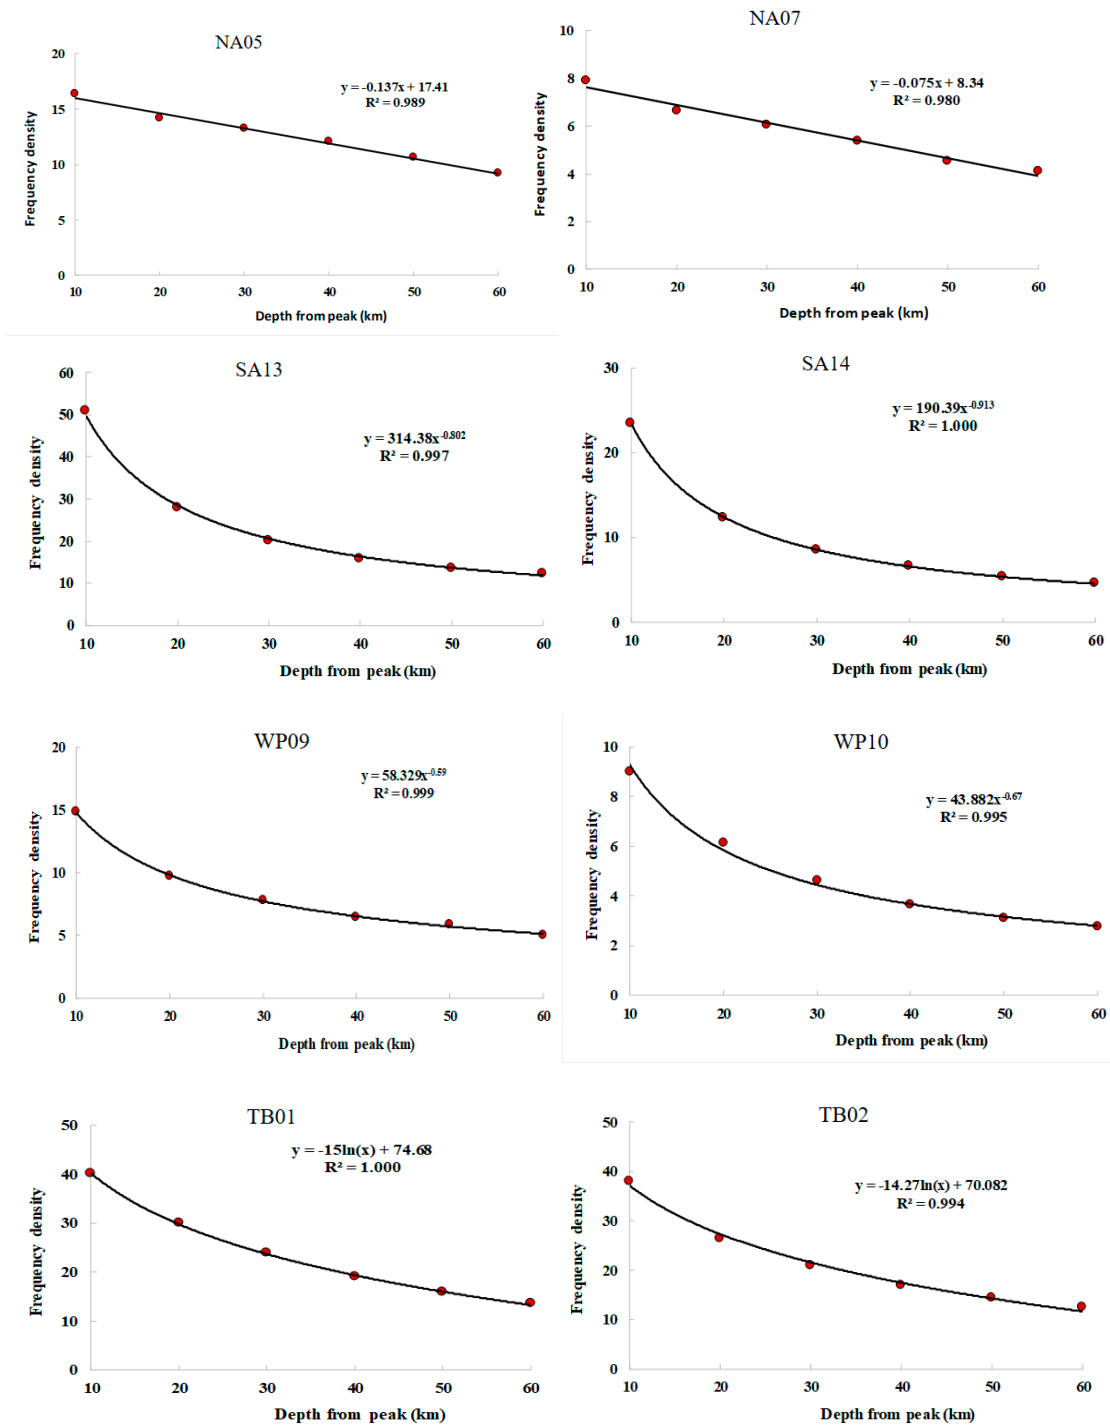 NA05
y = -0.137x + 17.41
R² = 0.989
Frequency density
20
15
10
5
0
10 20 30 40 50 60
Depth from peak (km)
NA07
y = -0.075x + 8.34
R² = 0.980
Frequency density
10
8
6
4
2
0
10 20 30 40 50 60
Depth from peak (km)
SA13
y = 314.38x^-0.802
R² = 0.997
Frequency density
60
50
40
30
20
10
0
10 20 30 40 50 60
Depth from peak (km)
SA14
y = 190.39x^-0.913
R² = 1.000
Frequency density
30
20
10
0
10 20 30 40 50 60
Depth from peak (km)
WP09
y = 58.329x^-0.59
R² = 0.999
Frequency density
20
15
10
5
0
10 20 30 40 50 60
Depth from peak (km)
WP10
y = 43.882x^-0.67
R² = 0.995
Frequency density
10
8
6
4
2
0
10 20 30 40 50 60
Depth from peak (km)
TB01
y = -15ln(x) + 74.68
R² = 1.000
Frequency density
50
40
30
20
10
0
10 20 30 40 50 60
Depth from peak (km)
TB02
y = -14.27ln(x) + 70.082
R² = 0.994
Frequency density
50
40
30
20
10
0
10 20 30 40 50 60
Depth from peak (km)